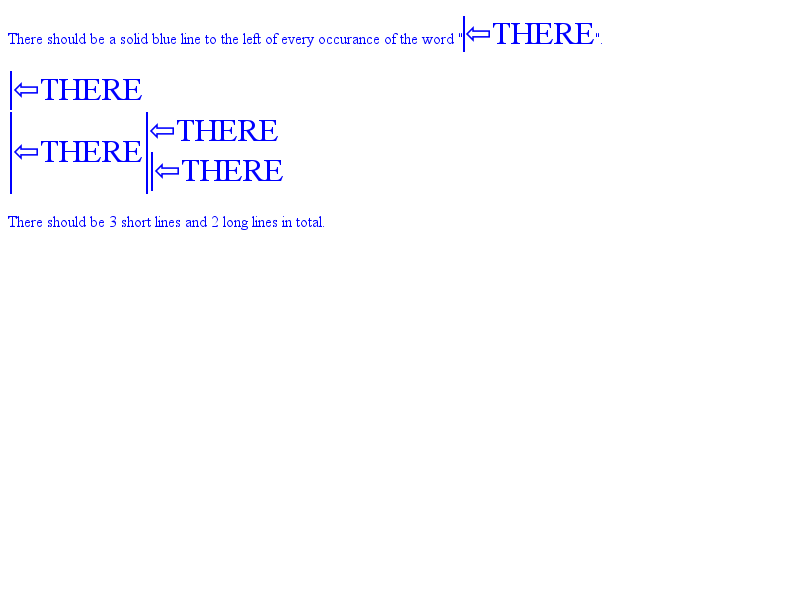 There should be a solid blue line to the left of every occurance of the word "⇦THERE".
⇦THERE
⇦THERE ⇦THERE
⇦THERE
There should be 3 short lines and 2 long lines in total.